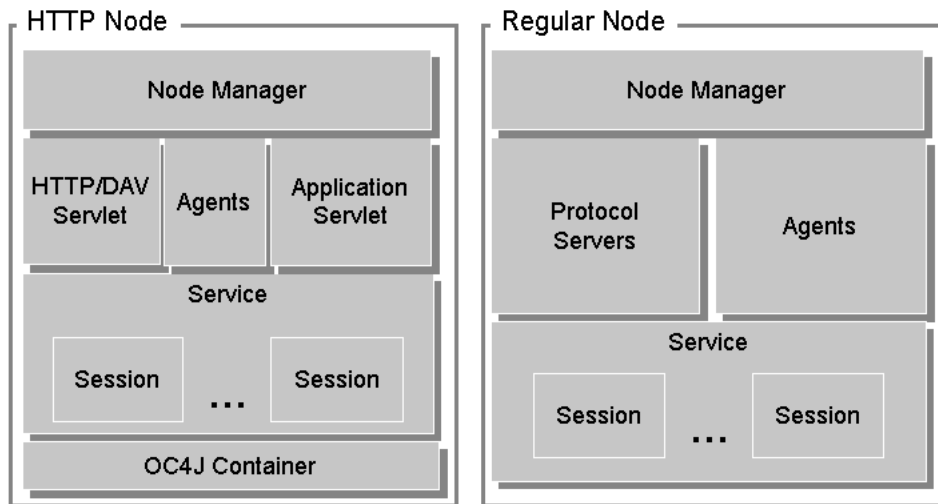 HTTP Node
Node Manager
HTTP/DAV
Servlet
Agents
Application
Servlet
Service
Session
...
Session
OC4J Container
Regular Node
Node Manager
Protocol
Servers
Agents
Service
Session
...
Session